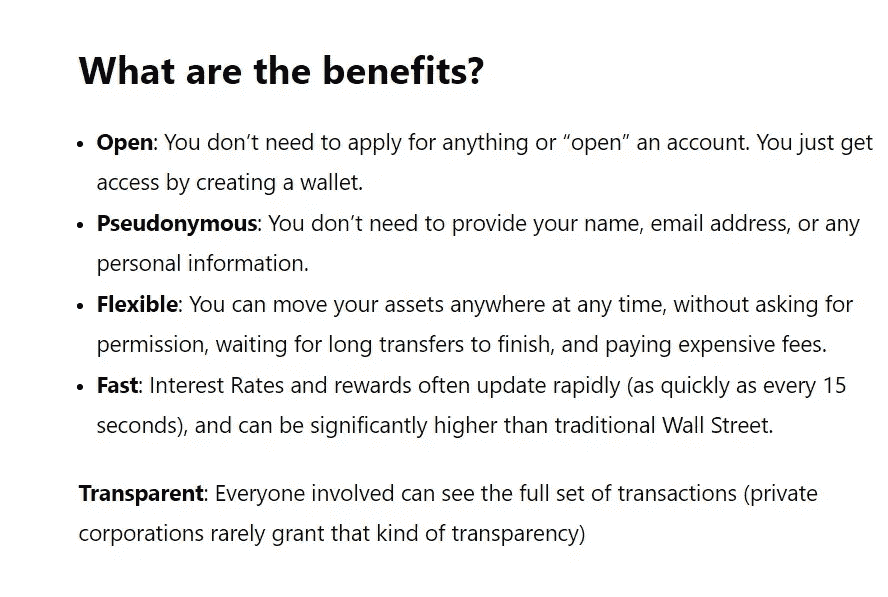 What are the benefits?
• Open: You don’t need to apply for anything or “open” an account. You just get
access by creating a wallet.
• Pseudonymous: You don’t need to provide your name, email address, or any
personal information.
• Flexible: You can move your assets anywhere at any time, without asking for
permission, waiting for long transfers to finish, and paying expensive fees.
• Fast: Interest Rates and rewards often update rapidly (as quickly as every 15
seconds), and can be significantly higher than traditional Wall Street.
Transparent: Everyone involved can see the full set of transactions (private
corporations rarely grant that kind of transparency)